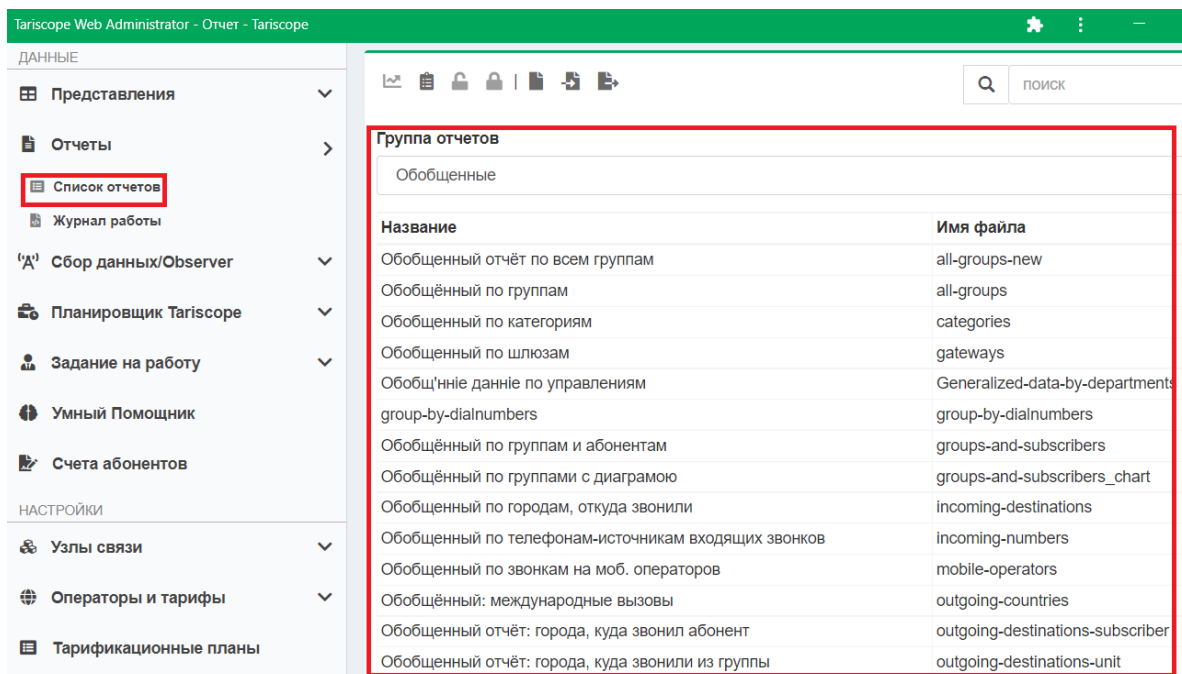 Tariscope Web Administrator - Отчет - Tariscope
ДАННЫЕ
Представления
Отчеты
Список отчетов
Журнал работы
Сбор данных/Observer
Планировщик Tariscope
Задание на работу
Умный Помощник
Счета абонентов
НАСТРОЙКИ
Узлы связи
Операторы и тарифы
Тарификационные планы
поиск
Группа отчетов
Обобщенные
Название Имя файла
Обобщенный отчёт по всем группам all-groups-new
Обобщённый по группам all-groups
Обобщенный по категориям categories
Обобщенный по шлюзам gateways
Обобщ'нніе данніе по управлениям Generalized-data-by-departments
group-by-dialnumbers group-by-dialnumbers
Обобщённый по группам и абонентам groups-and-subscribers
Обобщённый по группами с диаграмою groups-and-subscribers_chart
Обобщенный по городам, откуда звонили incoming-destinations
Обобщенный по телефонам-источникам входящих звонков incoming-numbers
Обобщенный по звонкам на моб. операторов mobile-operators
Обобщённый: международные вызовы outgoing-countries
Обобщенный отчёт: города, куда звонил абонент outgoing-destinations-subscriber
Обобщенный отчёт: города, куда звонили из группы outgoing-destinations-unit